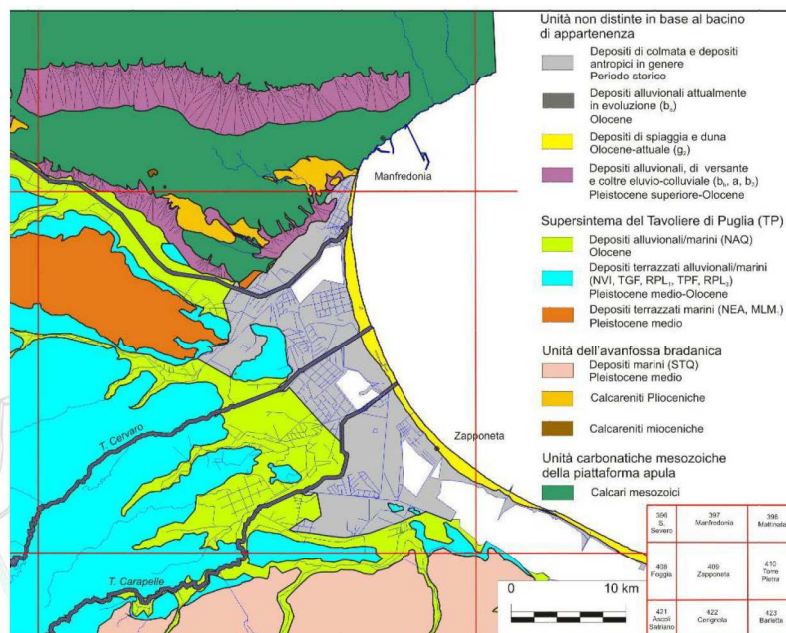 Unità non distinte in base al bacino
di appartenenza
Depositi di colmata e depositi
antropici in genere
Periodo storico
Depositi alluvionali attualmente
in evoluzione (b₀)
Olocene
Depositi di spiaggia e duna
Olocene-attuale (g₂)
Depositi alluvionali, di versante
e coltre eluvio-colluviale (bₙ, a, b₂)
Pleistocene superiore-Olocene
Supersintema del Tavoliere di Puglia (TP)
Depositi alluvionali/marini (NAQ)
Olocene
Depositi terrazzati alluvionali/marini
(NVI, TGF, RPL₁, TPF, RPL₂)
Pleistocene medio-Olocene
Depositi terrazzati marini (NEA, MLM.)
Pleistocene medio
Unità dell'avanfossa bradanica
Depositi marini (STQ)
Pleistocene medio
Calcareniti Plioceniche
Calcareniti mioceniche
Unità carbonatiche mesozoiche
della piattaforma apula
Calcari mesozoici
Manfredonia
T. Cervaro
Zapponeta
T. Carapelle
0 10 km
396 397 398
S. Severo Manfredonia Mattinata
408 409 410
Foggia Zapponeta Torre Pietra
421 422 423
Ascoli Satriano Cerignola Barletta